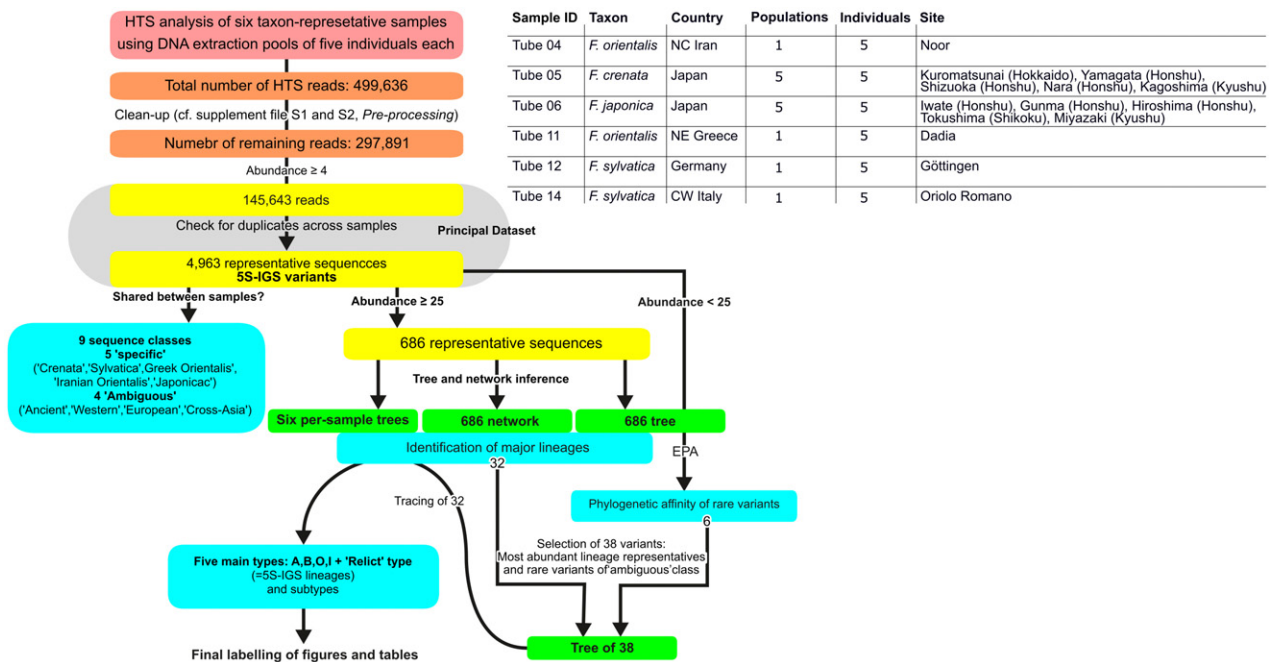 HTS analysis of six taxon-represetative samples
using DNA extraction pools of five individuals each
Total number of HTS reads: 499,636
Clean-up (cf. supplement file S1 and S2, Pre-processing)
Numebr of remaining reads: 297,891
Abundance ≥ 4
145,643 reads
Check for duplicates across samples
Principal Dataset
4,963 representative sequencces
5S-IGS variants
Shared between samples?
Abundance ≥ 25
Abundance < 25
9 sequence classes
5 'specific'
('Crenata','Sylvatica',Greek Orientalis',
'Iranian Orientalis','Japonicac')
4 'Ambiguous'
('Ancient','Western','European','Cross-Asia')
686 representative sequences
Tree and network inference
Six per-sample trees
686 network
686 tree
Identification of major lineages
32
EPA
Tracing of 32
Phylogenetic affinity of rare variants
6
Selection of 38 variants:
Most abundant lineage representatives
and rare variants of'ambiguous'class
Five main types: A,B,O,I + 'Relict' type
(=5S-IGS lineages)
and subtypes
Tree of 38
Final labelling of figures and tables
Sample ID Taxon Country Populations Individuals Site
Tube 04 F. orientalis NC Iran 1 5 Noor
Tube 05 F. crenata Japan 5 5 Kuromatsunai (Hokkaido), Yamagata (Honshu),
Shizuoka (Honshu), Nara (Honshu), Kagoshima (Kyushu)
Tube 06 F. japonica Japan 5 5 Iwate (Honshu), Gunma (Honshu), Hiroshima (Honshu),
Tokushima (Shikoku), Miyazaki (Kyushu)
Tube 11 F. orientalis NE Greece 1 5 Dadia
Tube 12 F. sylvatica Germany 1 5 Göttingen
Tube 14 F. sylvatica CW Italy 1 5 Oriolo Romano